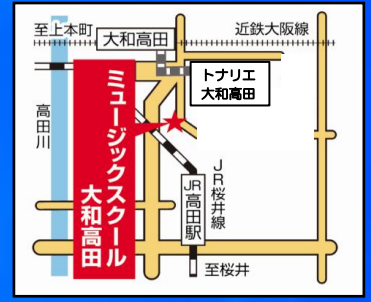 至上本町
大和高田
近鉄大阪線
トナリエ
大和高田
高田川
ミュージックスクール
大和高田
JR桜井線
JR
高田駅
至桜井